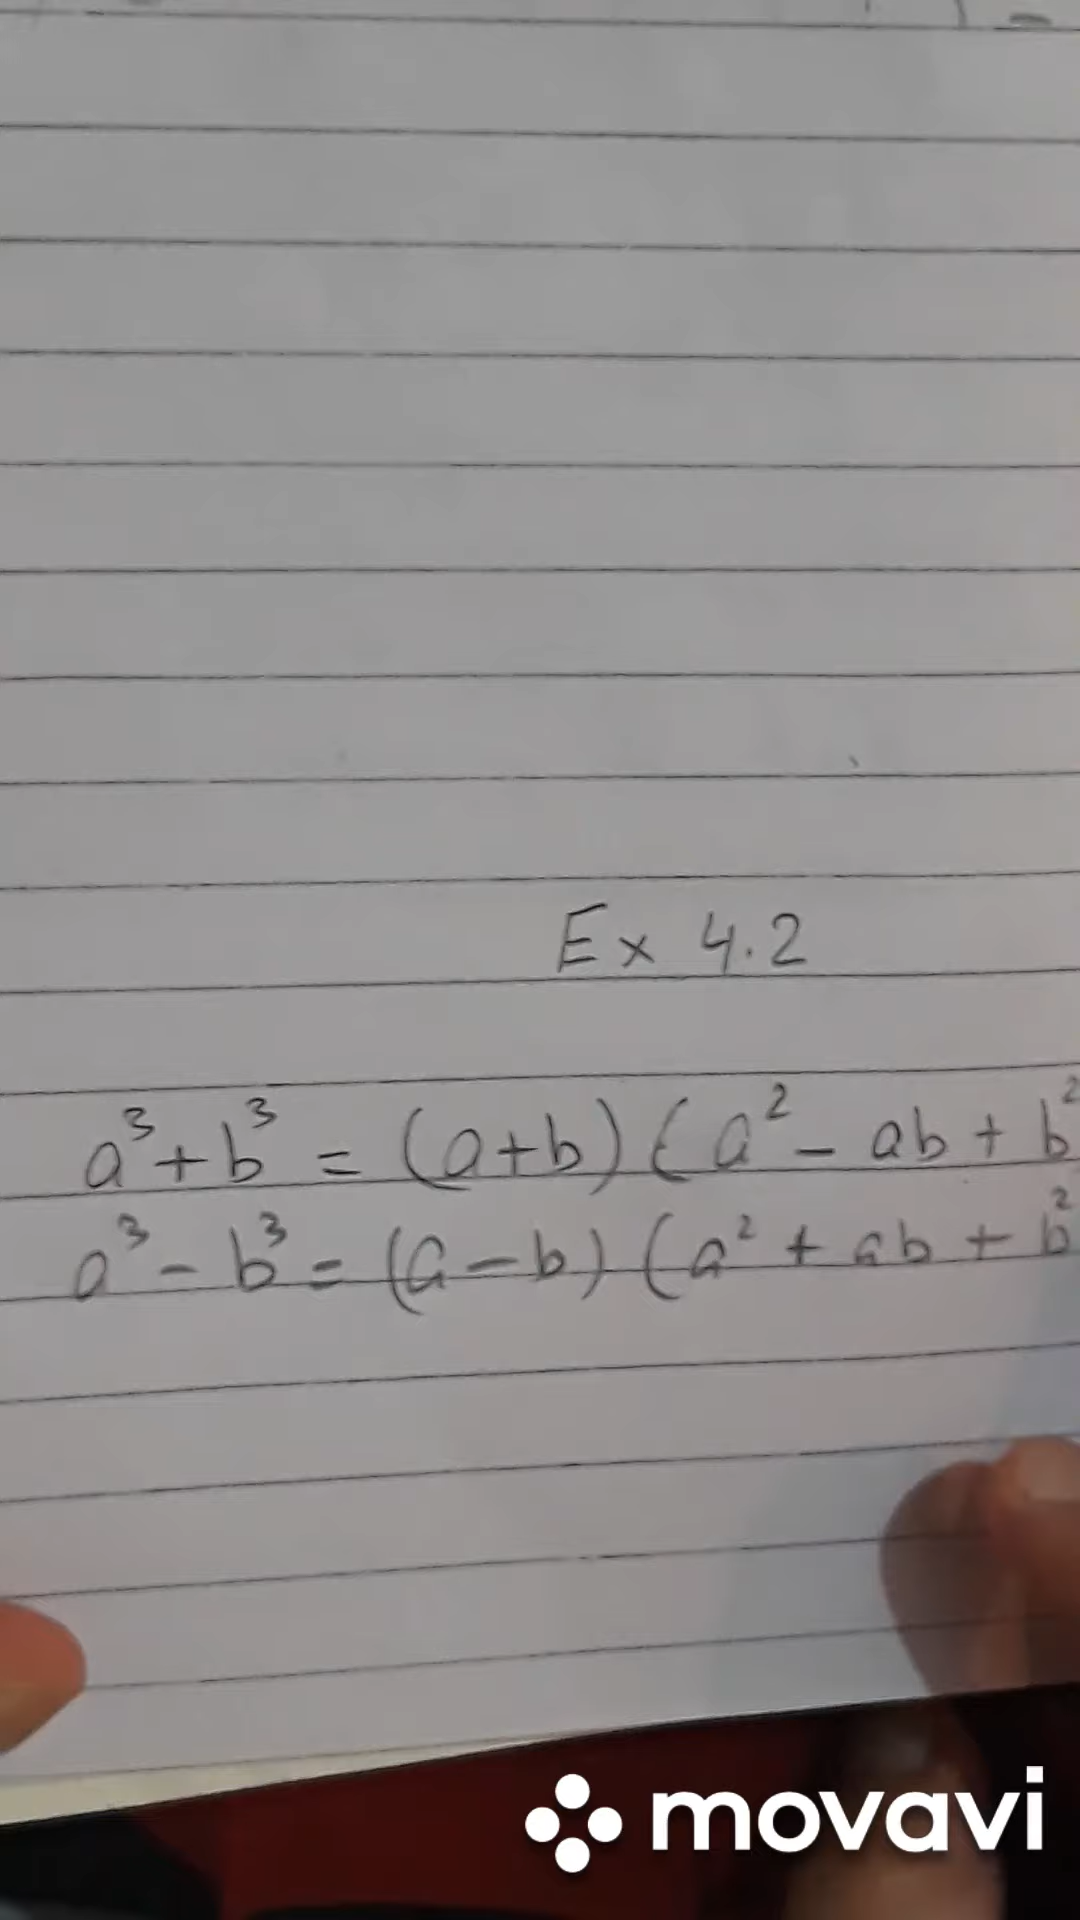 Ex 4.2
a³+b³ = (a+b)(a² - ab + b²
a³ - b³ = (a - b)(a² + ab + b²
movavi